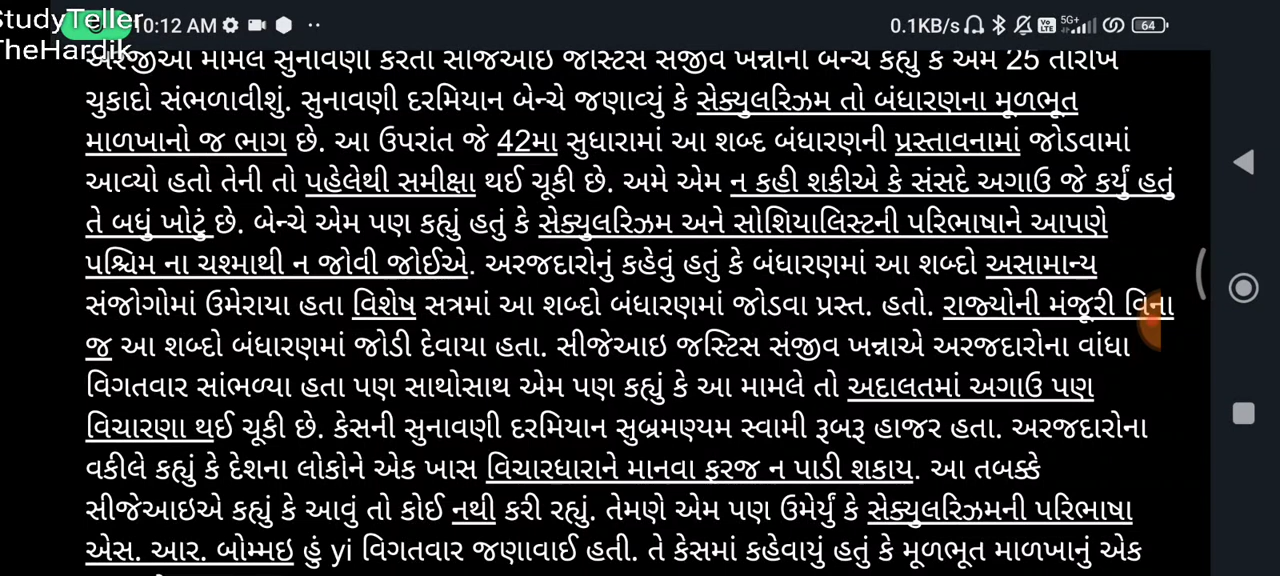 StudyTeller
TheHardik
10:12 AM
0.1KB/s 5G+ 64
અરજીઓ મામલે સુનાવણી કરતાં સીજેઆઇ જસ્ટિસ સંજીવ ખન્નાની બેન્ચે કહ્યું કે અમે 25 તારીખે
ચુકાદો સંભળાવીશું. સુનાવણી દરમિયાન બેન્ચે જણાવ્યું કે સેક્યુલરિઝમ તો બંધારણના મૂળભૂત
માળખાનો જ ભાગ છે. આ ઉપરાંત જે 42મા સુધારામાં આ શબ્દ બંધારણની પ્રસ્તાવનામાં જોડવામાં
આવ્યો હતો તેની તો પહેલેથી સમીક્ષા થઈ ચૂકી છે. અમે એમ ન કહી શકીએ કે સંસદે અગાઉ જે કર્યું હતું
તે બધું ખોટું છે. બેન્ચે એમ પણ કહ્યું હતું કે સેક્યુલરિઝમ અને સોશિયાલિસ્ટની પરિભાષાને આપણે
પશ્ચિમ ના ચશ્માથી ન જોવી જોઈએ. અરજદારોનું કહેવું હતું કે બંધારણમાં આ શબ્દો અસામાન્ય
સંજોગોમાં ઉમેરાયા હતા વિશેષ સત્રમાં આ શબ્દો બંધારણમાં જોડવા પ્રસ્ત. હતો. રાજ્યોની મંજૂરી વિના
જ આ શબ્દો બંધારણમાં જોડી દેવાયા હતા. સીજેઆઇ જસ્ટિસ સંજીવ ખન્નાએ અરજદારોના વાંધા
વિગતવાર સાંભળ્યા હતા પણ સાથોસાથ એમ પણ કહ્યું કે આ મામલે તો અદાલતમાં અગાઉ પણ
વિચારણા થઈ ચૂકી છે. કેસની સુનાવણી દરમિયાન સુબ્રમણ્યમ સ્વામી રૂબરૂ હાજર હતા. અરજદારોના
વકીલે કહ્યું કે દેશના લોકોને એક ખાસ વિચારધારાને માનવા ફરજ ન પાડી શકાય. આ તબક્કે
સીજેઆઇએ કહ્યું કે આવું તો કોઈ નથી કરી રહ્યું. તેમણે એમ પણ ઉમેર્યું કે સેક્યુલરિઝમની પરિભાષા
એસ. આર. બોમ્મઇ હું yi વિગતવાર જણાવાઈ હતી. તે કેસમાં કહેવાયું હતું કે મૂળભૂત માળખાનું એક